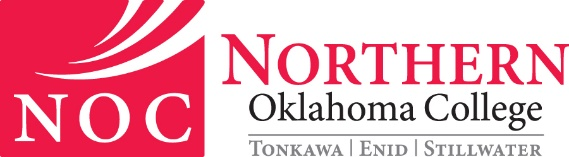 NOC
NORTHERN
Oklahoma College
TONKAWA | ENID | STILLWATER